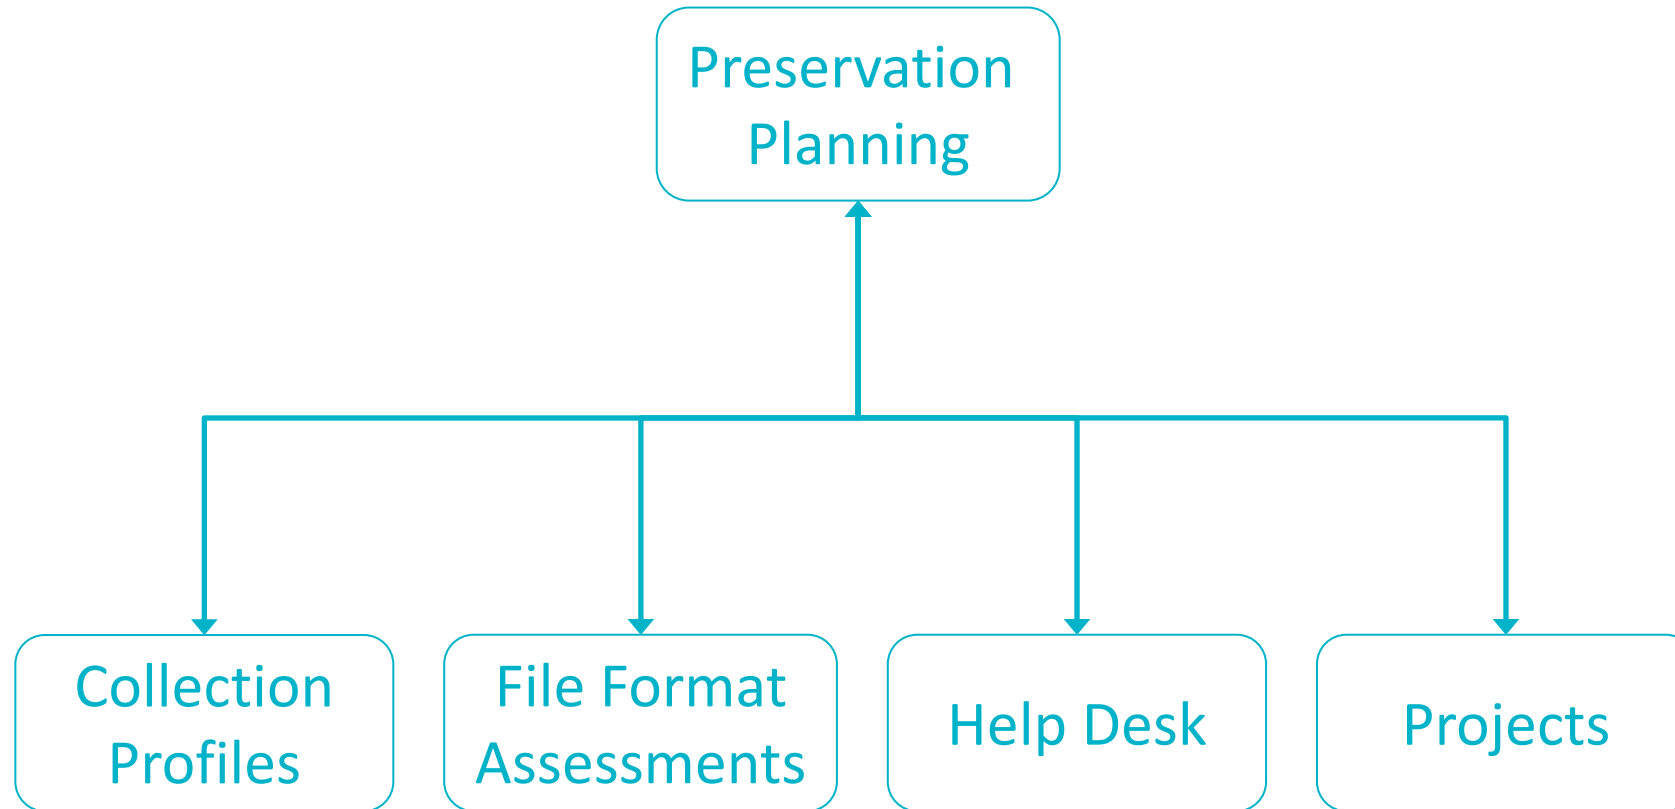 Preservation
Planning
Collection
Profiles
File Format
Assessments
Help Desk
Projects